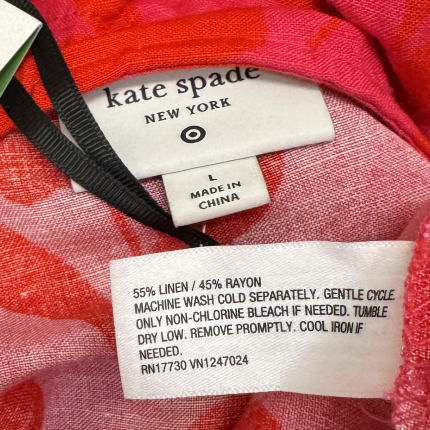 kate spade
NEW YORK
L
MADE IN
CHINA
55% LINEN / 45% RAYON
MACHINE WASH COLD SEPARATELY. GENTLE CYCLE.
ONLY NON-CHLORINE BLEACH IF NEEDED. TUMBLE
DRY LOW. REMOVE PROMPTLY. COOL IRON IF
NEEDED.
RN17730 VN1247024